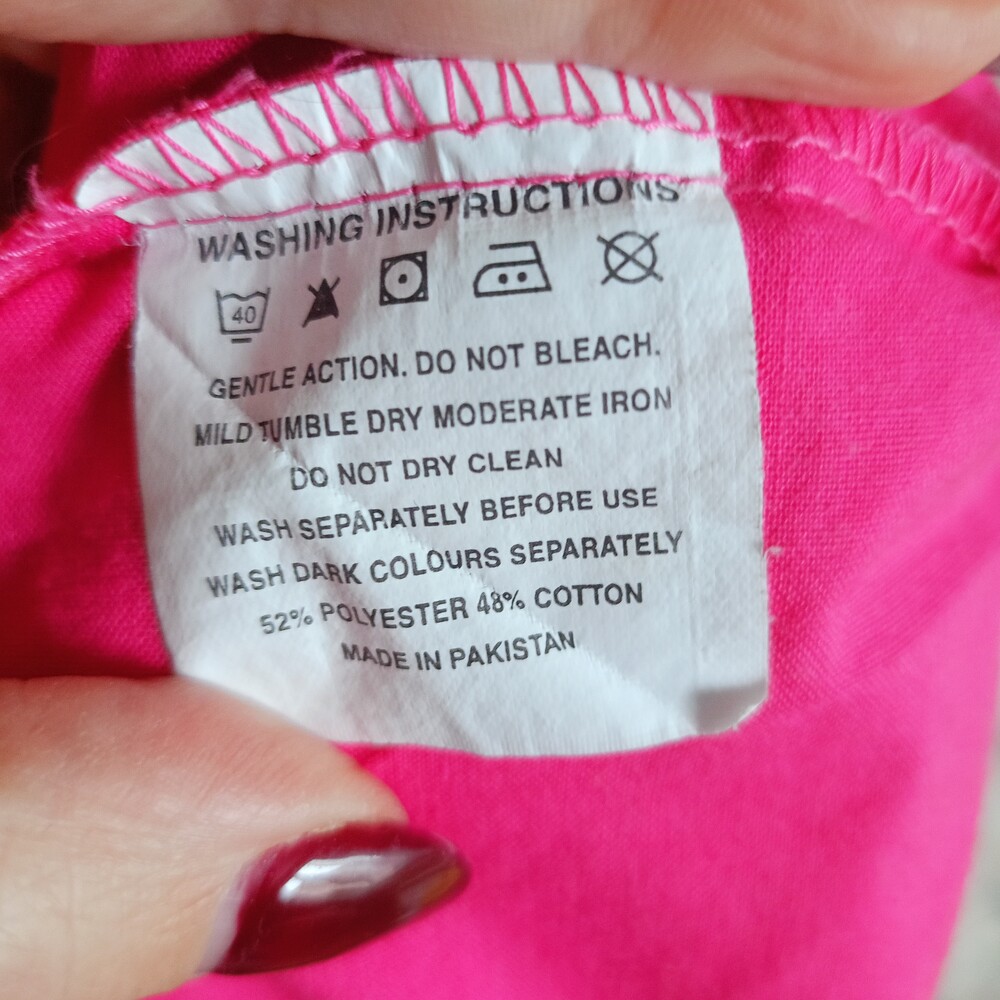 WASHING INSTRUCTIONS
40
GENTLE ACTION. DO NOT BLEACH.
MILD TUMBLE DRY MODERATE IRON
DO NOT DRY CLEAN
WASH SEPARATELY BEFORE USE
WASH DARK COLOURS SEPARATELY
52% POLYESTER 48% COTTON
MADE IN PAKISTAN